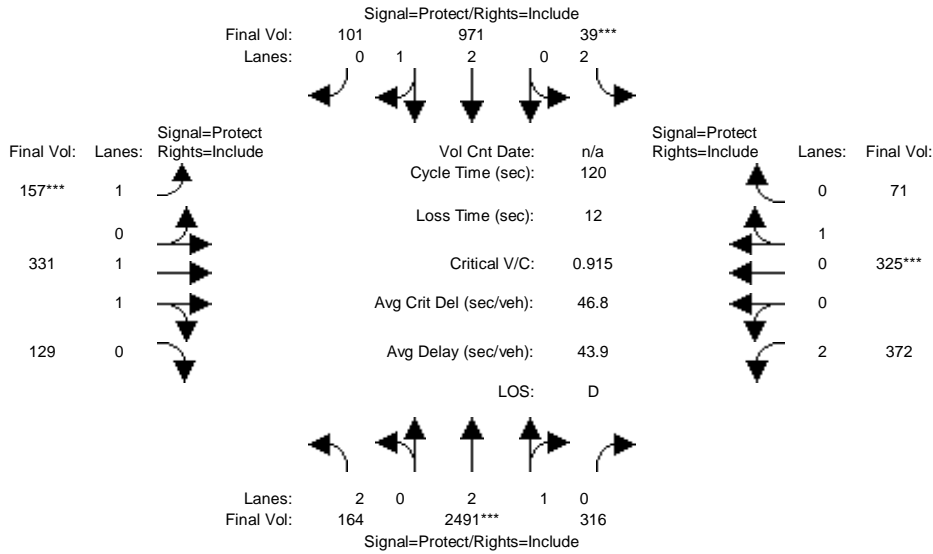 Signal=Protect/Rights=Include
Final Vol: 101 971 39***
Lanes: 0 1 2 0 2
Signal=Protect
Final Vol: Lanes: Rights=Include
Vol Cnt Date: n/a
Signal=Protect
Rights=Include Lanes: Final Vol:
Cycle Time (sec): 120
157*** 1
0 71
Loss Time (sec): 12
0
1
331 1
Critical V/C: 0.915
0 325***
1
Avg Crit Del (sec/veh): 46.8
0
129 0
Avg Delay (sec/veh): 43.9
2 372
LOS: D
Lanes: 2 0 2 1 0
Final Vol: 164 2491*** 316
Signal=Protect/Rights=Include